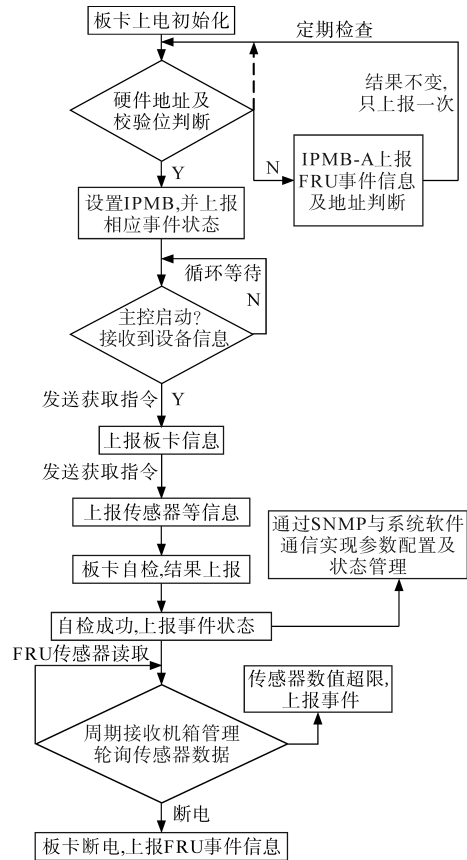 板卡上电初始化
定期检查
结果不变,
只上报一次
硬件地址及
校验位判断
N
IPMB-A上报
FRU事件信息
及地址判断
Y
设置IPMB,并上报
相应事件状态
循环等待
N
主控启动?
接收到设备信息
发送获取指令
Y
上报板卡信息
发送获取指令
上报传感器等信息
通过SNMP与系统软件
通信实现参数配置及
状态管理
板卡自检,结果上报
自检成功,上报事件状态
FRU传感器读取
传感器数值超限,
上报事件
周期接收机箱管理
轮询传感器数据
断电
板卡断电,上报FRU事件信息